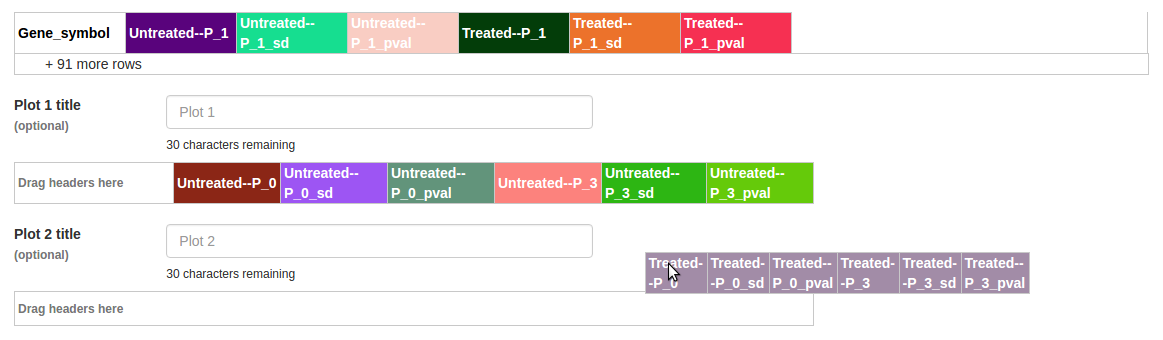 Gene_symbol Untreated--P_1 Untreated-- Untreated-- Treated--P_1 Treated-- Treated--
P_1_sd P_1_pval P_1_sd P_1_pval
+ 91 more rows
Plot 1 title Plot 1
(optional)
30 characters remaining
Drag headers here Untreated--P_0 Untreated-- Untreated-- Untreated--P_3 Untreated-- Untreated--
P_0_sd P_0_pval P_3_sd P_3_pval
Plot 2 title Plot 2
(optional)
Treated- Treated- Treated-- Treated- Treated- Treated--
-P_0 -P_0_sd P_0_pval -P_3 -P_3_sd P_3_pval
30 characters remaining
Drag headers here